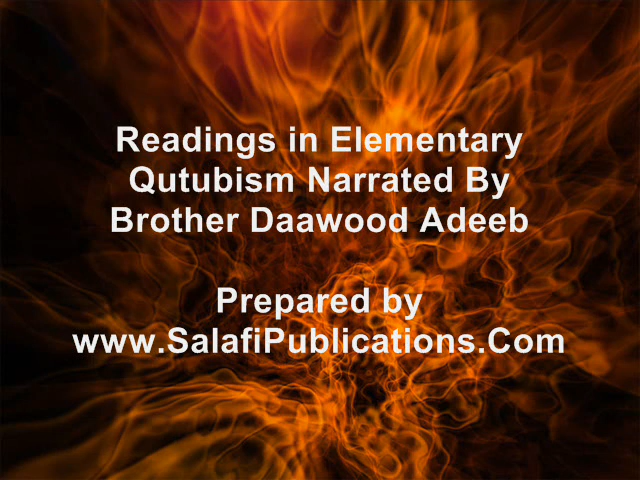 Readings in Elementary
Qutubism Narrated By
Brother Daawood Adeeb
Prepared by
www.SalafiPublications.Com